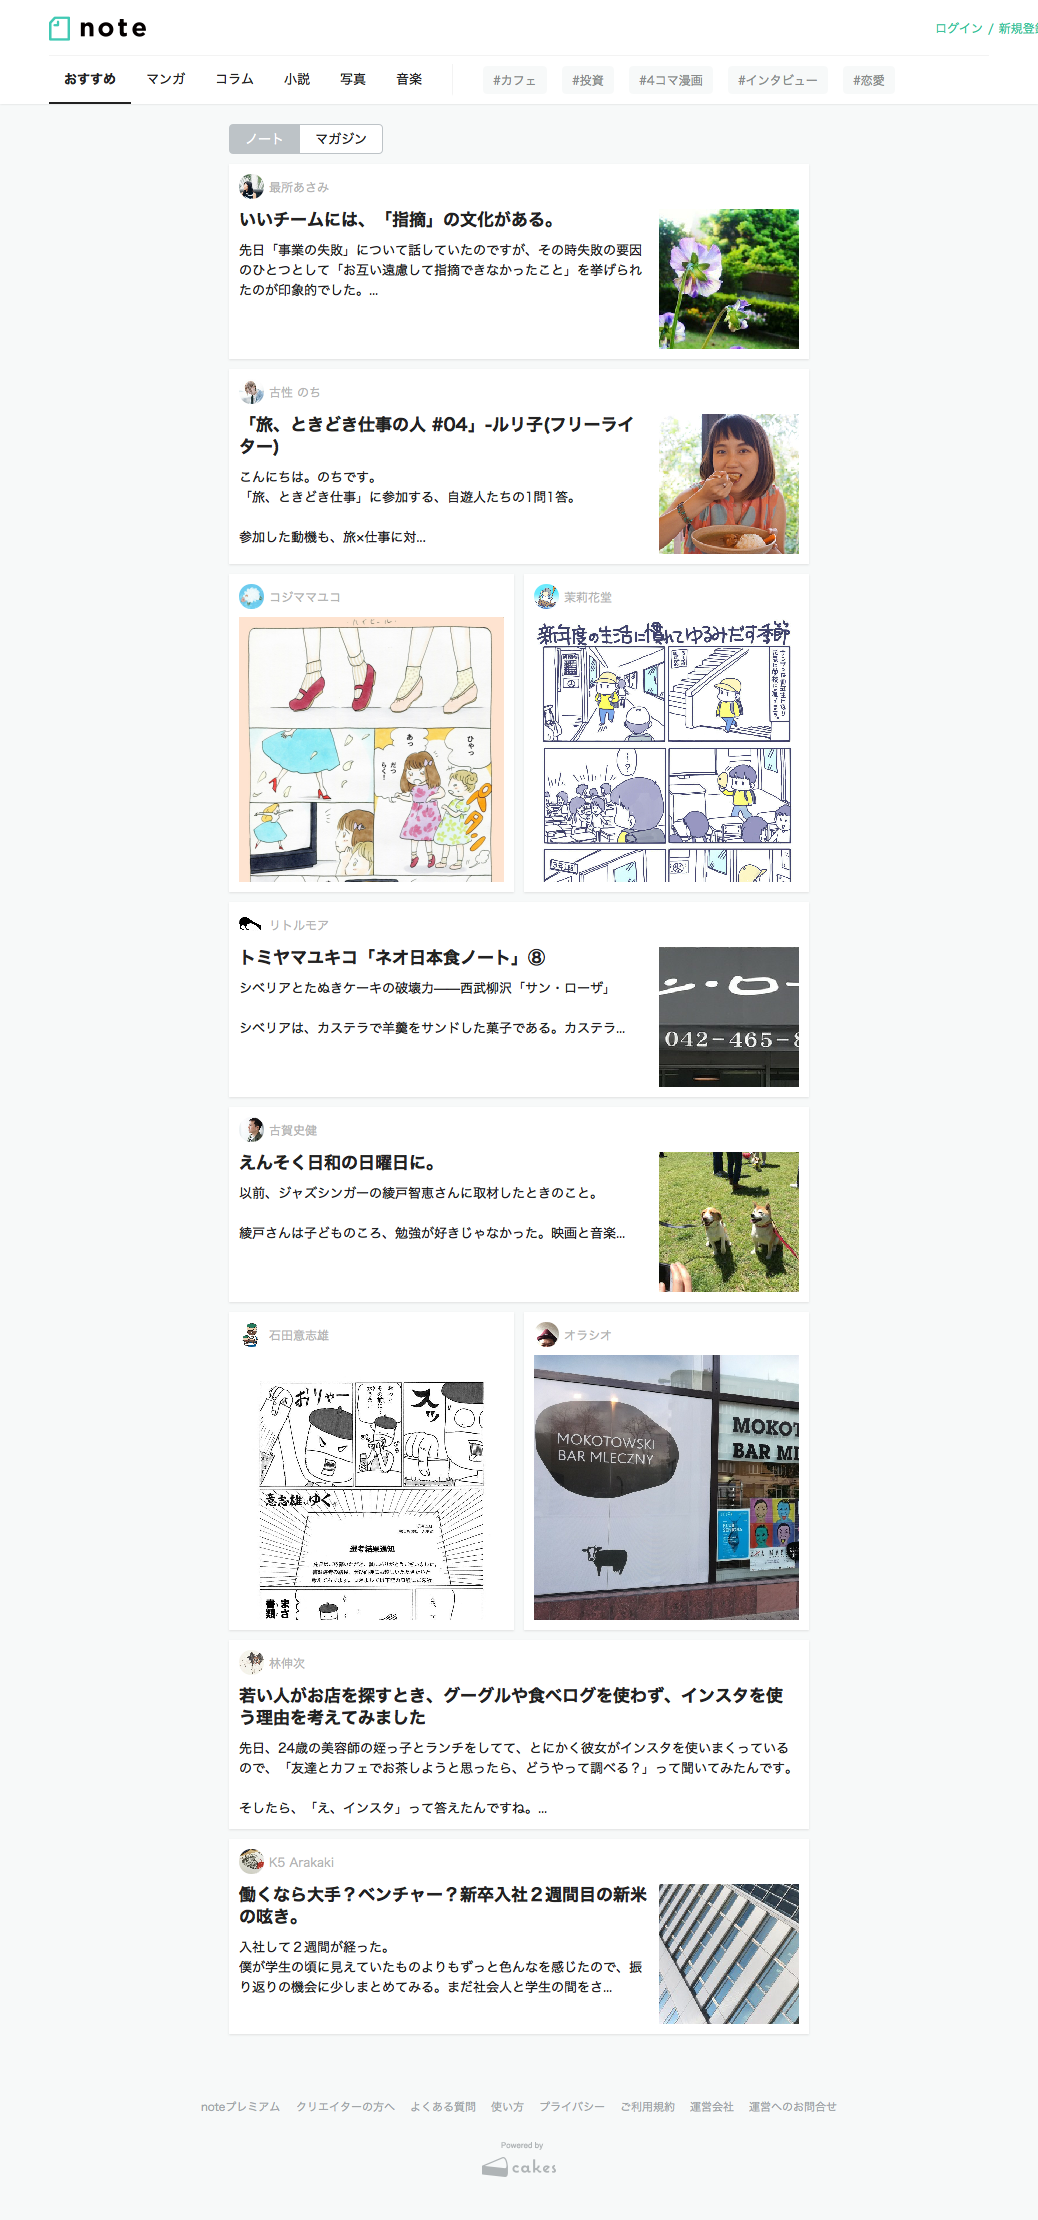 note
ログイン / 新規登録
おすすめ マンガ コラム 小説 写真 音楽 #カフェ #投資 #4コマ漫画 #インタビュー #恋愛
ノート マガジン
最所あさみ
いいチームには、「指摘」の文化がある。
先日「事業の失敗」について話していたのですが、その時失敗の要因
のひとつとして「お互い遠慮して指摘できなかったこと」を挙げられ
たのが印象的でした。...
古性 のち
「旅、ときどき仕事の人 #04」-ルリ子(フリーライ
ター)
こんにちは。のちです。
「旅、ときどき仕事」に参加する、自遊人たちの1問1答。
参加した動機も、旅×仕事に対...
コジママユコ
ハイヒール
ひやっ
あっ
だっ
らく!
パタン
茉莉花堂
新年度の生活に慣れてゆるみだす季節
リトルモア
トミヤマユキコ「ネオ日本食ノート」⑧
シベリアとたぬきケーキの破壊力――西武柳沢「サン・ローザ」
シベリアは、カステラで羊羹をサンドした菓子である。カステラ...
ン・ロー
042-465-8
古賀史健
えんそく日和の日曜日に。
以前、ジャズシンガーの綾戸智恵さんに取材したときのこと。
綾戸さんは子どものころ、勉強が好きじゃなかった。映画と音楽...
石田意志雄
おりゃー
スッ
意志雄、ゆく
選考結果通知
書類
まさ
オラシオ
MOKOTOWSKI
BAR MLECZNY
MOKOT
BAR ML
林伸次
若い人がお店を探すとき、グーグルや食べログを使わず、インスタを使
う理由を考えてみました
先日、24歳の美容師の姪っ子とランチをしてて、とにかく彼女がインスタを使いまくっている
ので、「友達とカフェでお茶しようと思ったら、どうやって調べる？」って聞いてみたんです。
そしたら、「え、インスタ」って答えたんですね。...
K5 Arakaki
働くなら大手？ベンチャー？新卒入社２週間目の新米
の呟き。
入社して２週間が経った。
僕が学生の頃に見えていたものよりもずっと色んなを感じたので、振
り返りの機会に少しまとめてみる。まだ社会人と学生の間をさ...
noteプレミアム クリエイターの方へ よくある質問 使い方 プライバシー ご利用規約 運営会社 運営へのお問合せ
Powered by
cakes